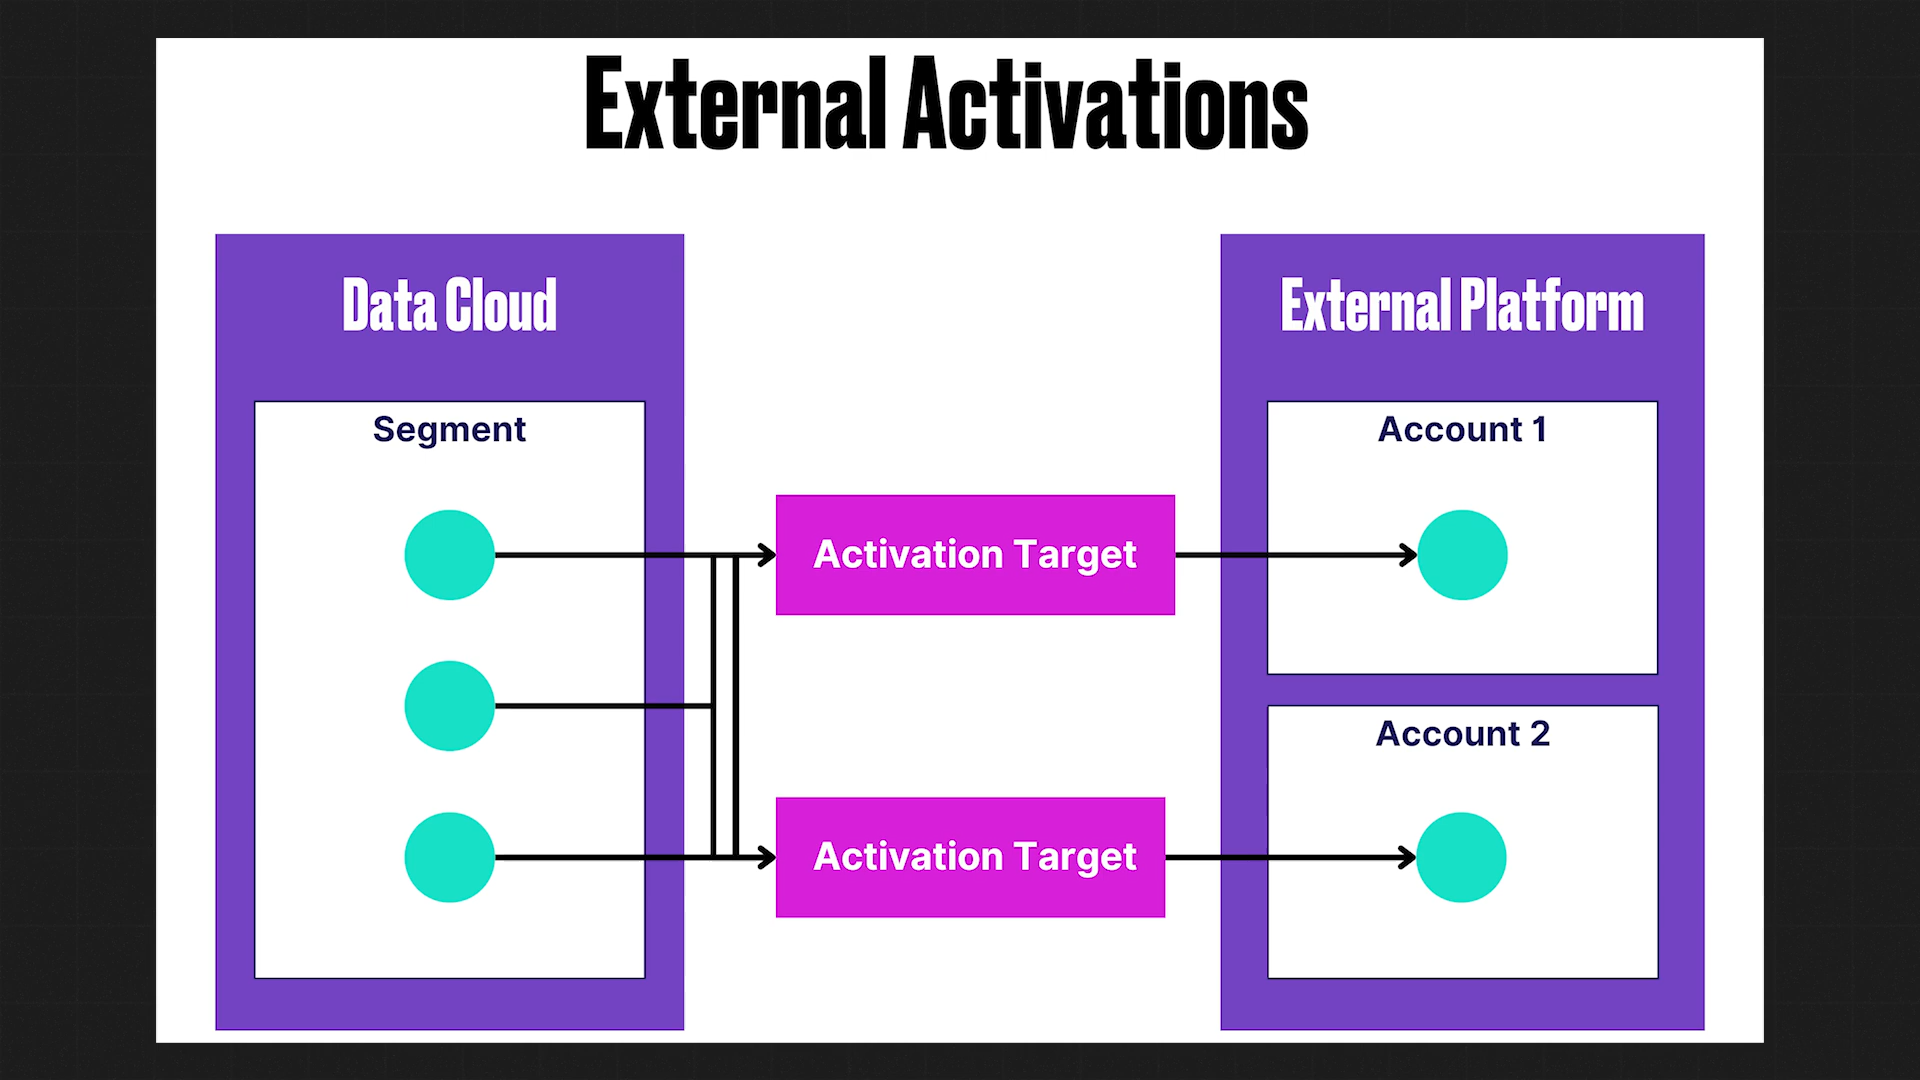 External Activations
Data Cloud
Segment
Activation Target
Activation Target
External Platform
Account 1
Account 2